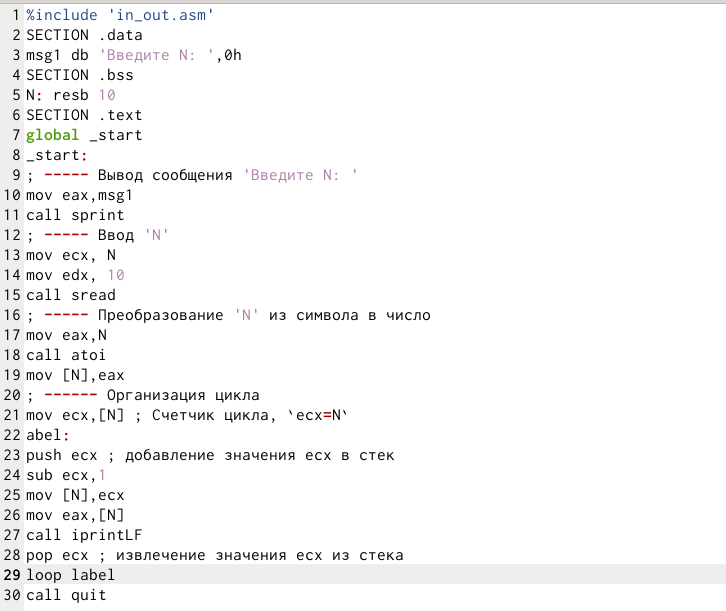 1 %include 'in_out.asm'
2 SECTION .data
3 msg1 db 'Введите N: ',0h
4 SECTION .bss
5 N: resb 10
6 SECTION .text
7 global _start
8 _start:
9 ; ----- Вывод сообщения 'Введите N: '
10 mov eax,msg1
11 call sprint
12 ; ----- Ввод 'N'
13 mov ecx, N
14 mov edx, 10
15 call sread
16 ; ----- Преобразование 'N' из символа в число
17 mov eax,N
18 call atoi
19 mov [N],eax
20 ; ------ Организация цикла
21 mov ecx,[N] ; Счетчик цикла, `ecx=N`
22 abel:
23 push ecx ; добавление значения ecx в стек
24 sub ecx,1
25 mov [N],ecx
26 mov eax,[N]
27 call iprintLF
28 pop ecx ; извлечение значения ecx из стека
29 loop label
30 call quit